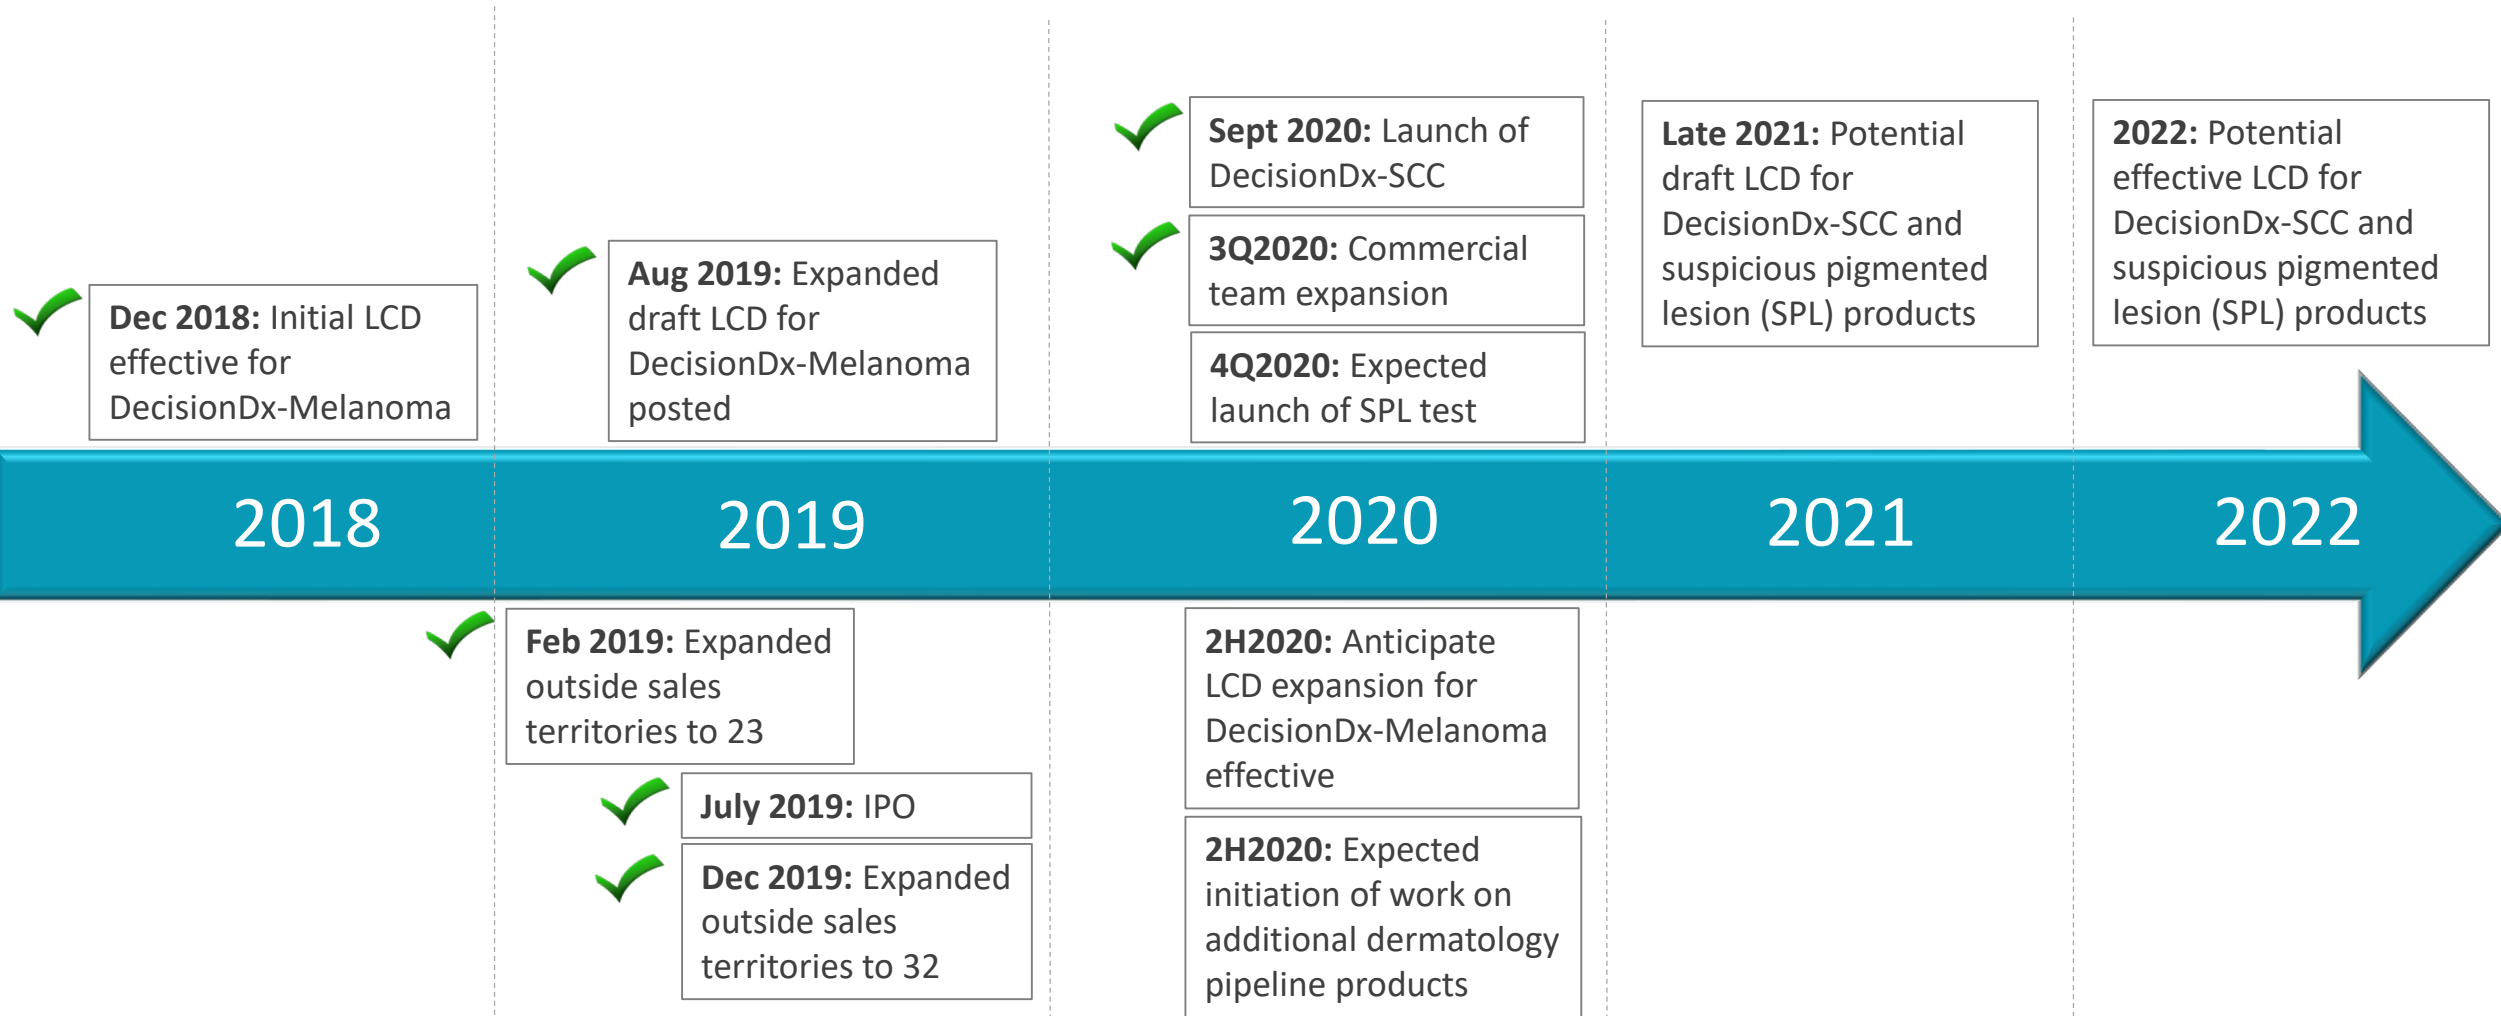 Dec 2018: Initial LCD
effective for
DecisionDx-Melanoma
Aug 2019: Expanded
draft LCD for
DecisionDx-Melanoma
posted
Sept 2020: Launch of
DecisionDx-SCC
3Q2020: Commercial
team expansion
4Q2020: Expected
launch of SPL test
Late 2021: Potential
draft LCD for
DecisionDx-SCC and
suspicious pigmented
lesion (SPL) products
2022: Potential
effective LCD for
DecisionDx-SCC and
suspicious pigmented
lesion (SPL) products
2018
2019
2020
2021
2022
Feb 2019: Expanded
outside sales
territories to 23
July 2019: IPO
Dec 2019: Expanded
outside sales
territories to 32
2H2020: Anticipate
LCD expansion for
DecisionDx-Melanoma
effective
2H2020: Expected
initiation of work on
additional dermatology
pipeline products